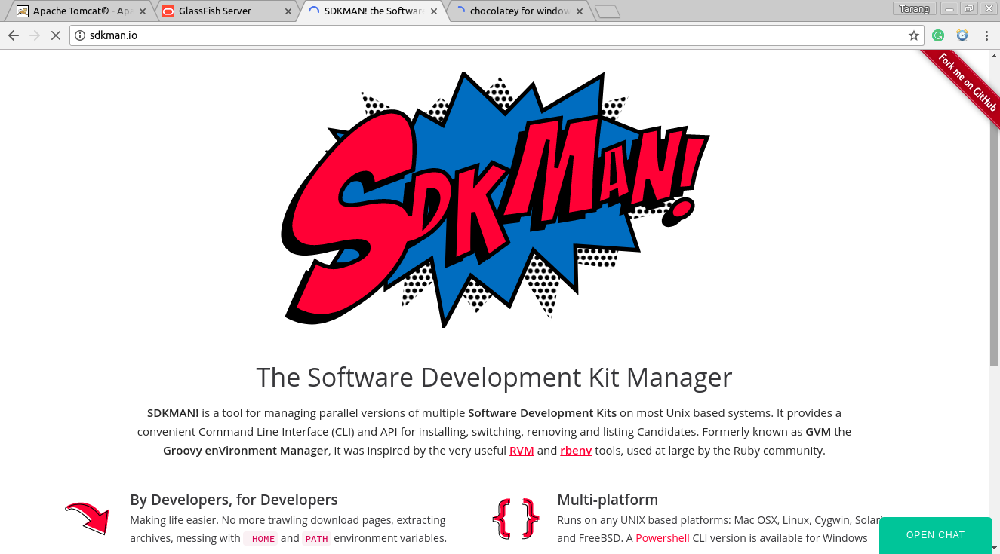 Apache Tomcat® - Apa
GlassFish Server
SDKMAN! the Softwar
chocolatey for window
Tarang
sdkman.io
Fork me on GitHub
SDKMAN!
The Software Development Kit Manager
SDKMAN! is a tool for managing parallel versions of multiple Software Development Kits on most Unix based systems. It provides a
convenient Command Line Interface (CLI) and API for installing, switching, removing and listing Candidates. Formerly known as GVM the
Groovy enVironment Manager, it was inspired by the very useful RVM and rbenv tools, used at large by the Ruby community.
By Developers, for Developers
Making life easier. No more trawling download pages, extracting
archives, messing with _HOME and PATH environment variables.
{ }
Multi-platform
Runs on any UNIX based platforms: Mac OSX, Linux, Cygwin, Solari
and FreeBSD. A Powershell CLI version is available for Windows
OPEN CHAT